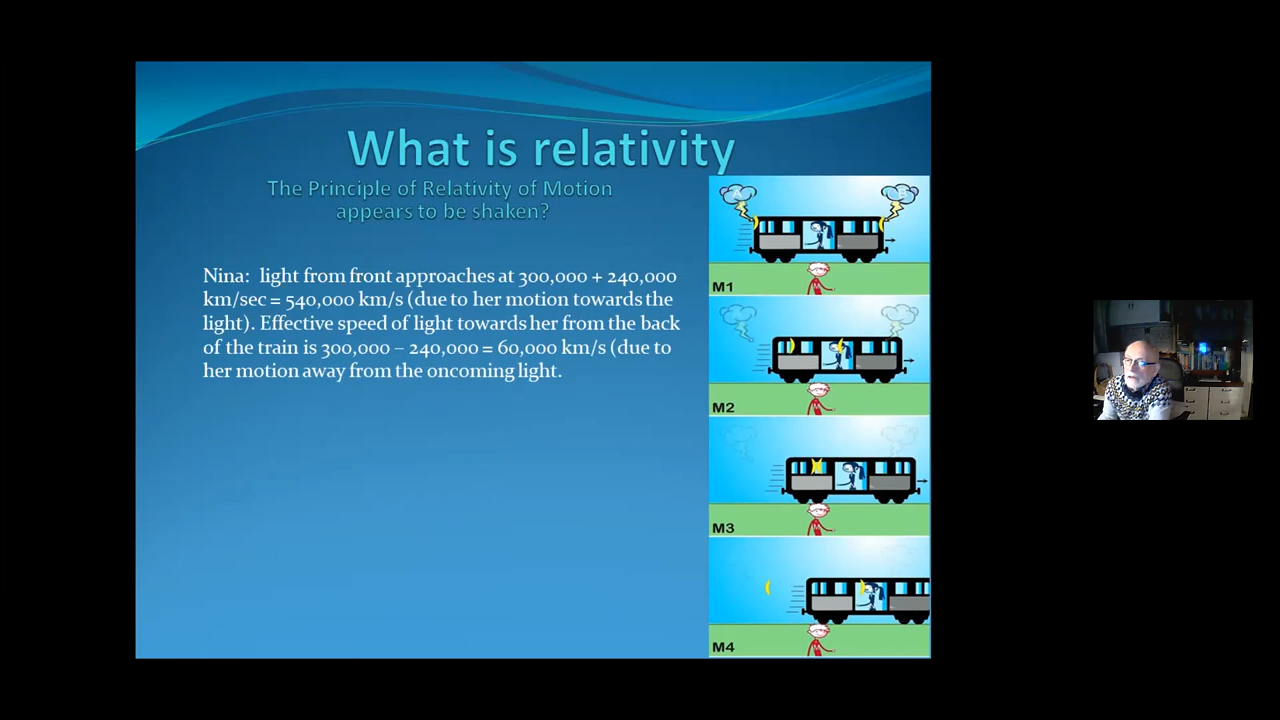 What is relativity
The Principle of Relativity of Motion
appears to be shaken?
Nina:  light from front approaches at 300,000 + 240,000
km/sec = 540,000 km/s (due to her motion towards the
light). Effective speed of light towards her from the back
of the train is 300,000 – 240,000 = 60,000 km/s (due to
her motion away from the oncoming light.
M1
M2
M3
M4